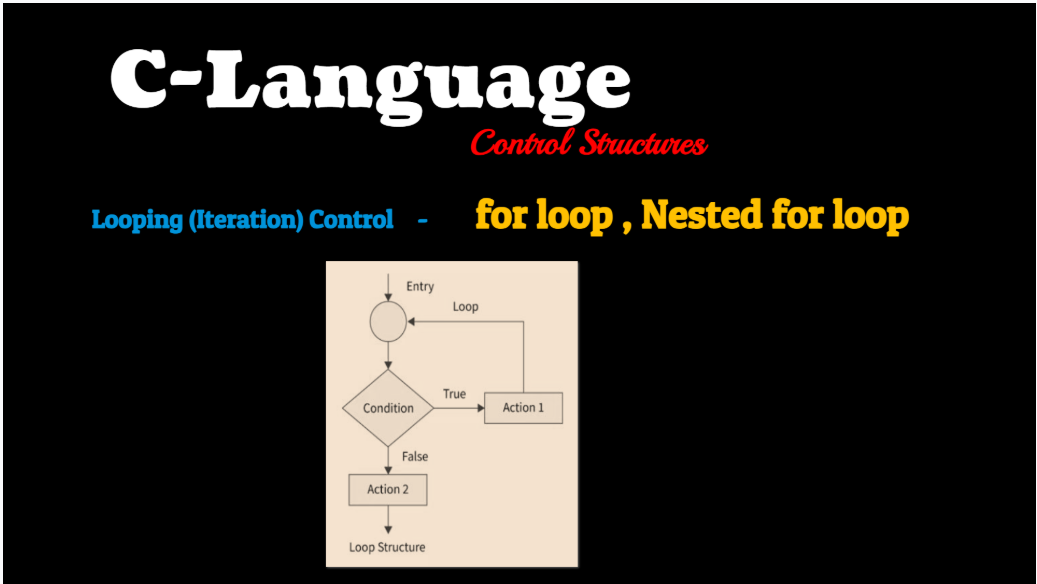 C-Language
Control Structures
Looping (Iteration) Control - for loop , Nested for loop
Entry
Loop
True
Condition
Action 1
False
Action 2
Loop Structure